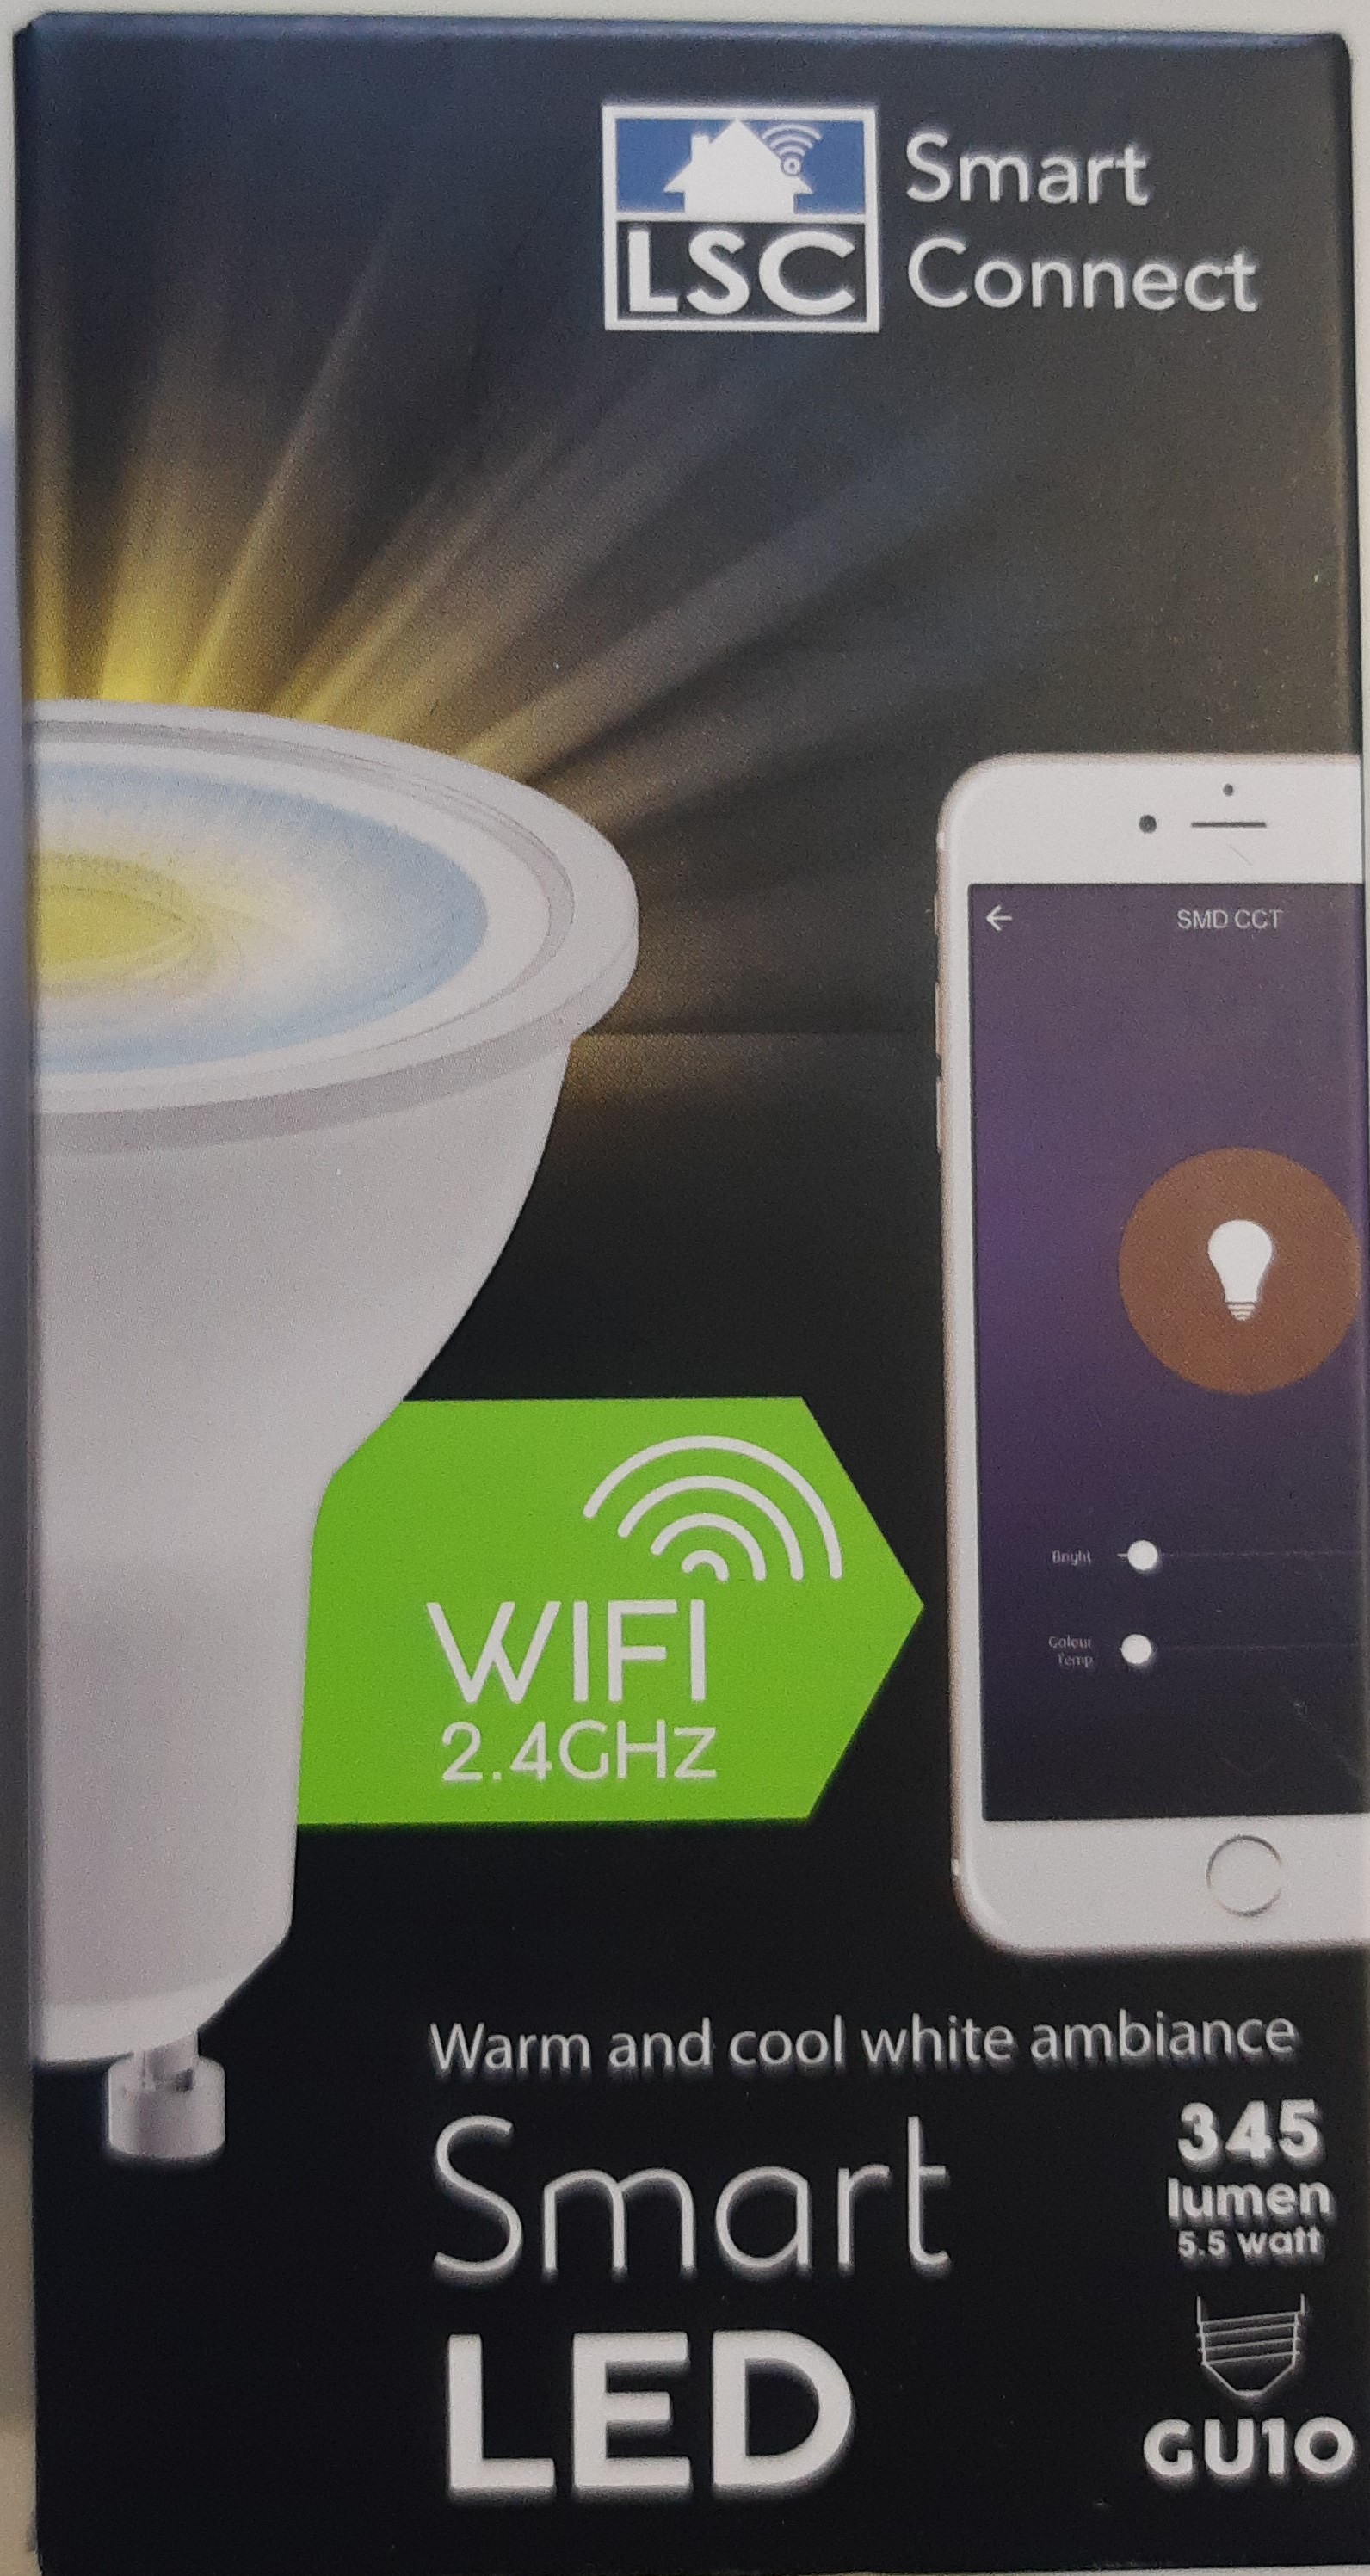 LSC
Smart
Connect
SMD CCT
Bright
Colour
Temp
WIFI
2.4GHz
Warm and cool white ambiance
Smart
LED
345
lumen
5.5 watt
GU10